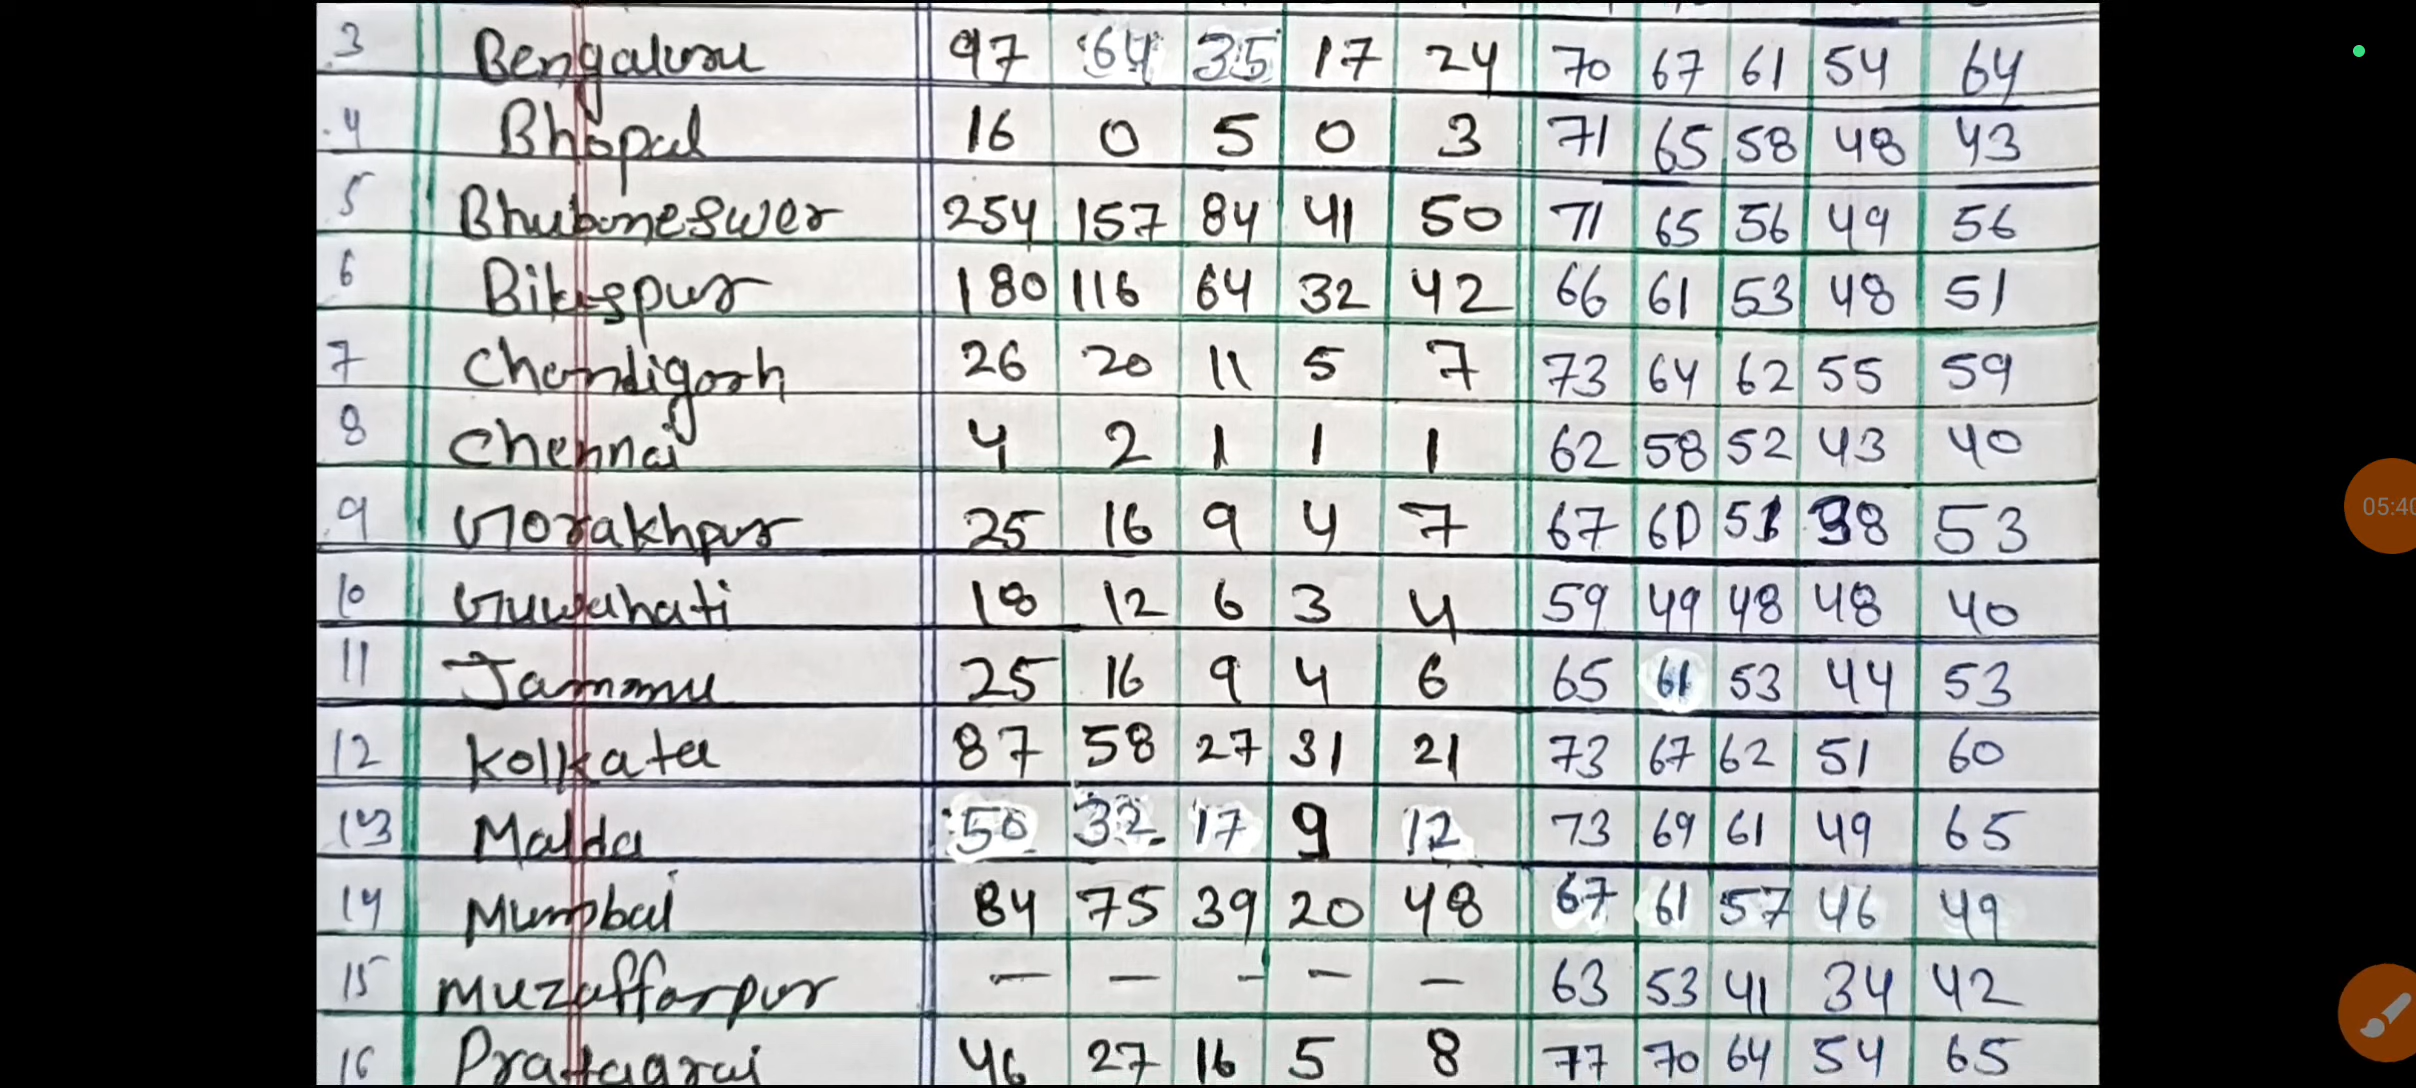 3 Bengaluru 97 64 35 17 24 70 67 61 54 64
4 Bhopal 16 0 5 0 3 71 65 58 48 43
5 Bhubaneswer 254 157 84 41 50 71 65 56 49 56
6 Bilaspur 180 116 64 32 42 66 61 53 48 51
7 Chandigarh 26 20 11 5 7 73 64 62 55 59
8 Chennai 4 2 1 1 1 62 58 52 43 40
9 Gorakhpur 25 16 9 4 7 67 60 51 38 53
10 Guwahati 18 12 6 3 4 59 49 48 48 40
11 Jammu 25 16 9 4 6 65 61 53 44 53
12 Kolkata 87 58 27 31 21 73 67 62 51 60
13 Malda 50 32 17 9 12 73 69 61 49 65
14 Mumbai 84 75 39 20 48 67 61 57 46 49
15 Muzaffarpur — — - — — 63 53 41 34 42
16 Pratagraj 46 27 16 5 8 77 70 64 54 65
05:40